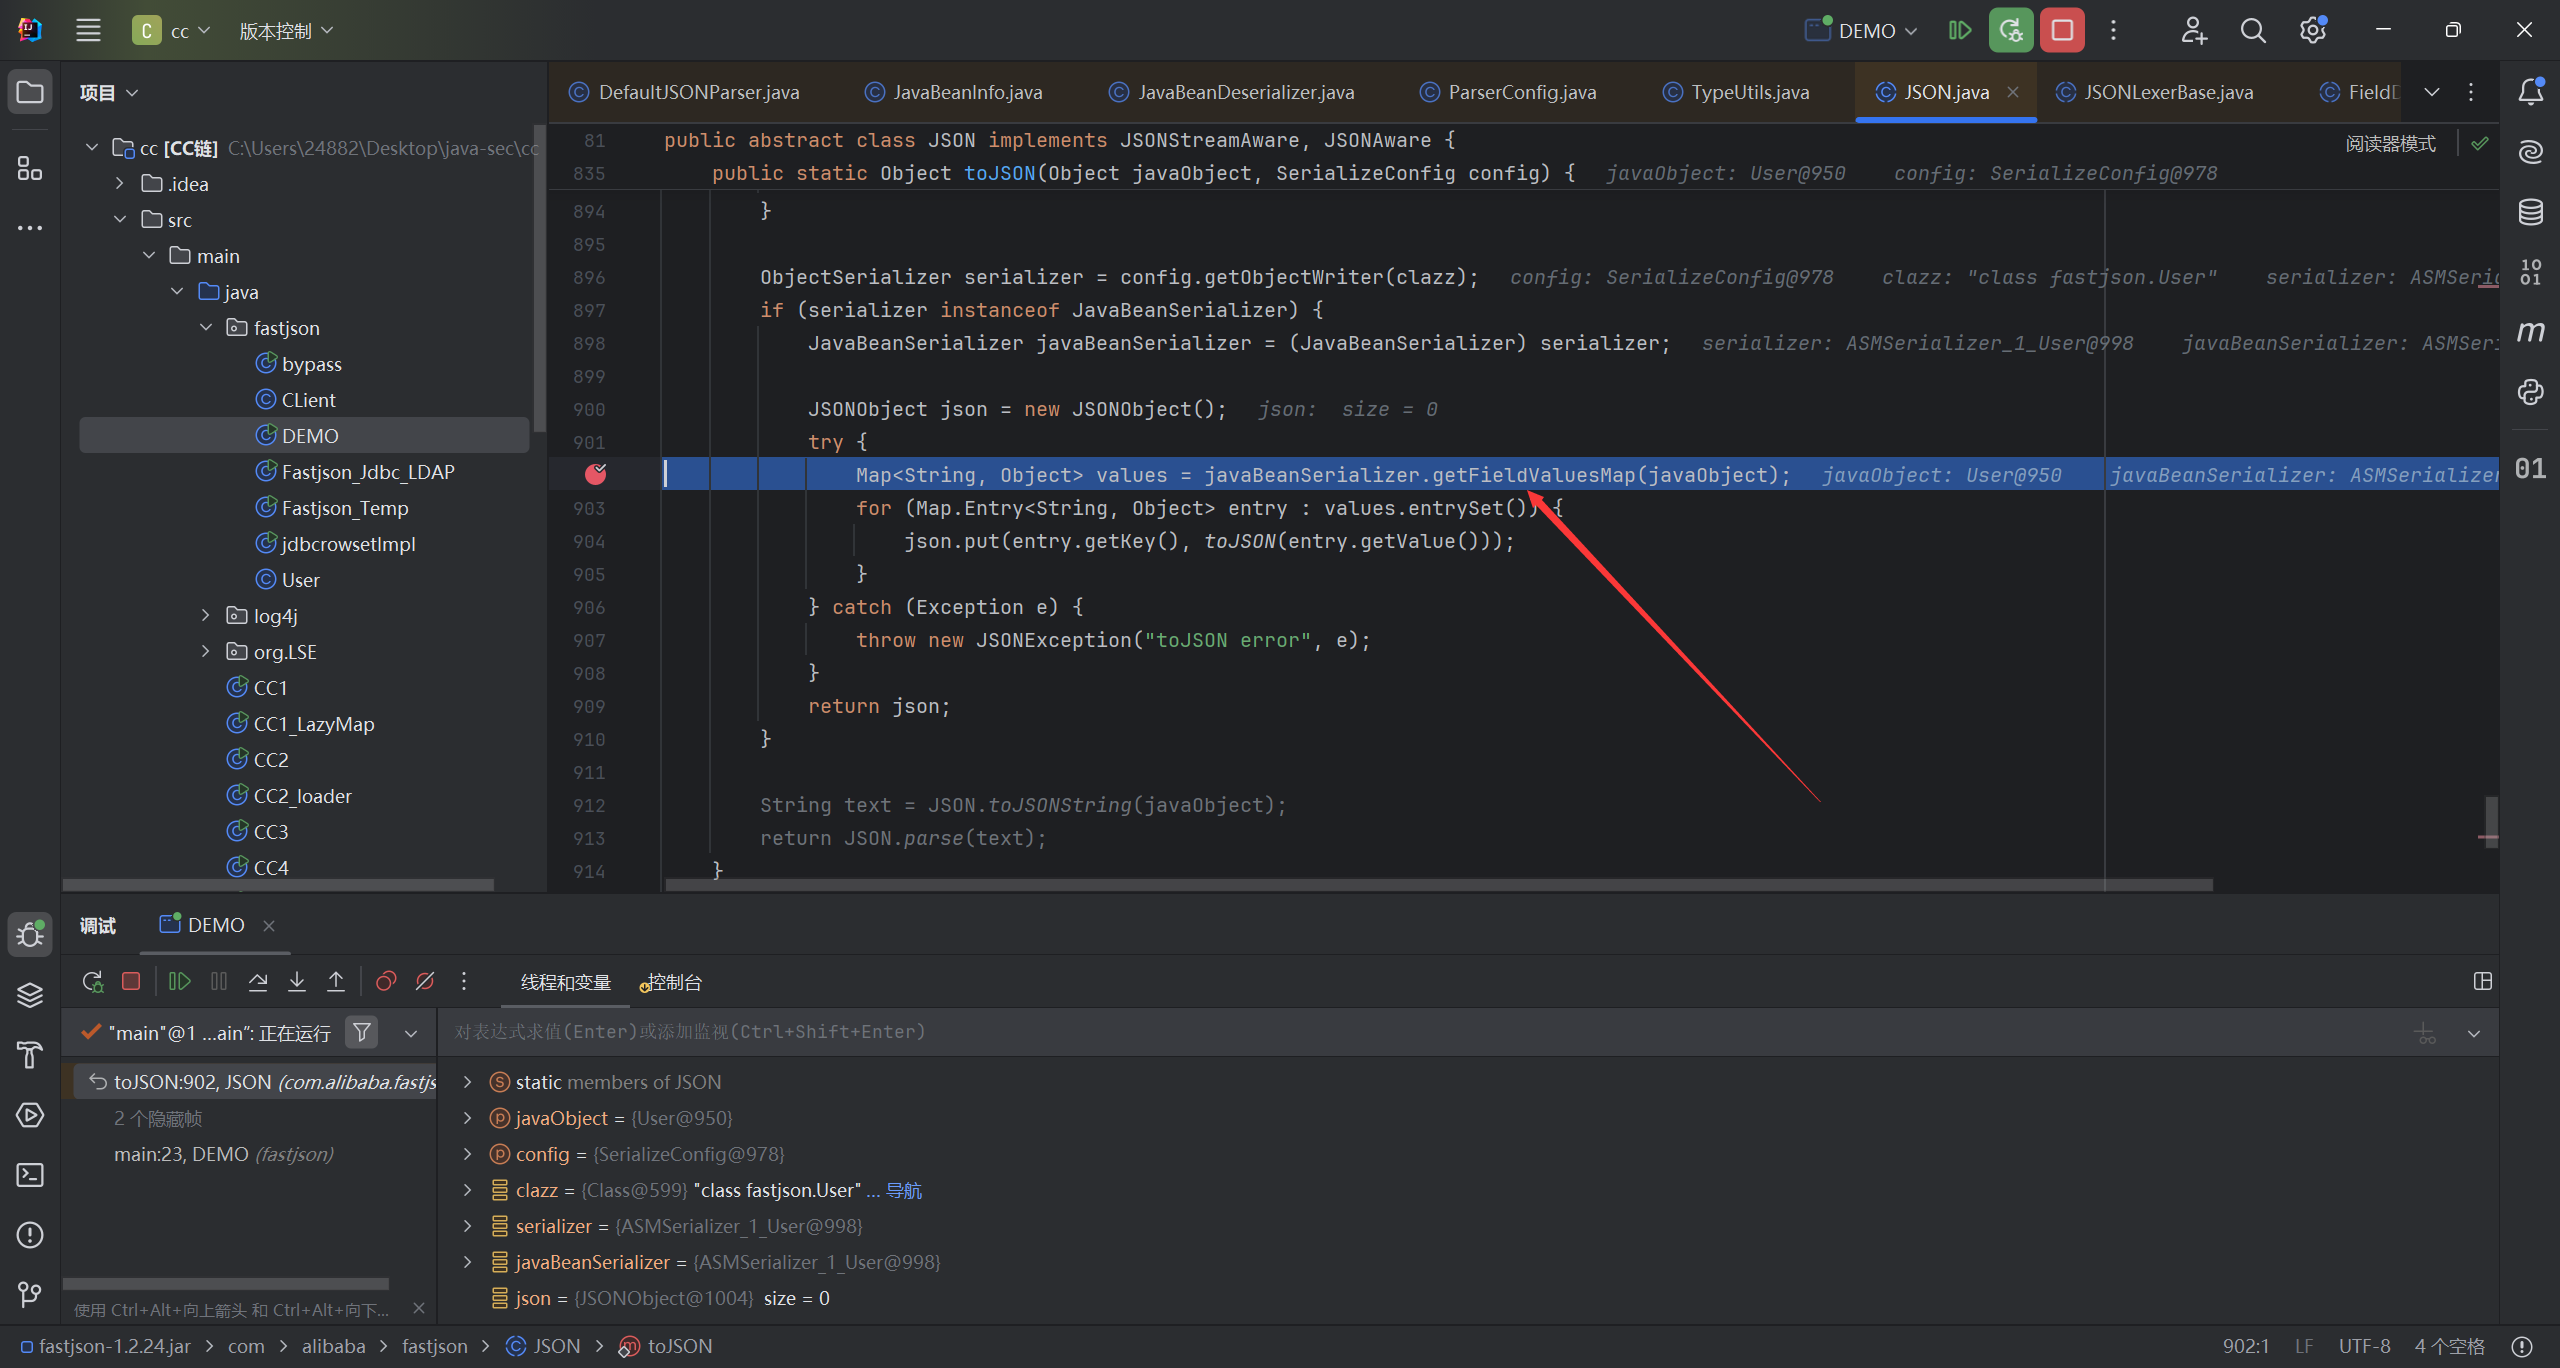 C cc 版本控制 DEMO
项目
DefaultJSONParser.java JavaBeanInfo.java JavaBeanDeserializer.java ParserConfig.java TypeUtils.java JSON.java JSONLexerBase.java
cc [CC链] C:\Users\24882\Desktop\java-sec\cc
.idea
src
main
java
fastjson
bypass
CLient
DEMO
Fastjson_Jdbc_LDAP
Fastjson_Temp
jdbcrowsetImpl
User
log4j
org.LSE
CC1
CC1_LazyMap
CC2
CC2_loader
CC3
CC4
阅读器模式
81 public abstract class JSON implements JSONStreamAware, JSONAware {
835 public static Object toJSON(Object javaObject, SerializeConfig config) { javaObject: User@950 config: SerializeConfig@978
894 }
895
896 ObjectSerializer serializer = config.getObjectWriter(clazz); config: SerializeConfig@978 clazz: "class fastjson.User" serializer: ASMSeria
897 if (serializer instanceof JavaBeanSerializer) {
898 JavaBeanSerializer javaBeanSerializer = (JavaBeanSerializer) serializer; serializer: ASMSerializer_1_User@998 javaBeanSerializer: ASMSeri
899
900 JSONObject json = new JSONObject(); json: size = 0
901 try {
Map<String, Object> values = javaBeanSerializer.getFieldValuesMap(javaObject); javaObject: User@950 javaBeanSerializer: ASMSerializer
903 for (Map.Entry<String, Object> entry : values.entrySet()) {
904 json.put(entry.getKey(), toJSON(entry.getValue()));
905 }
906 } catch (Exception e) {
907 throw new JSONException("toJSON error", e);
908 }
909 return json;
910 }
911
912 String text = JSON.toJSONString(javaObject);
913 return JSON.parse(text);
914 }
10
01
m
01
调试 DEMO
线程和变量 控制台
"main"@1 ...ain": 正在运行
对表达式求值(Enter)或添加监视(Ctrl+Shift+Enter)
toJSON:902, JSON (com.alibaba.fastjs
2 个隐藏帧
main:23, DEMO (fastjson)
static members of JSON
javaObject = {User@950}
config = {SerializeConfig@978}
clazz = {Class@599} "class fastjson.User" ... 导航
serializer = {ASMSerializer_1_User@998}
javaBeanSerializer = {ASMSerializer_1_User@998}
json = {JSONObject@1004} size = 0
使用 Ctrl+Alt+向上箭头 和 Ctrl+Alt+向下...
fastjson-1.2.24.jar > com > alibaba > fastjson > JSON > toJSON
902:1 LF UTF-8 4 个空格